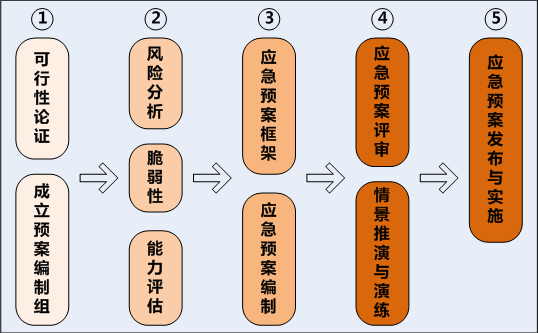 ①
可行性论证
成立预案编制组
②
风险分析
脆弱性
能力评估
③
应急预案框架
应急预案编制
④
应急预案评审
情景推演与演练
⑤
应急预案发布与实施